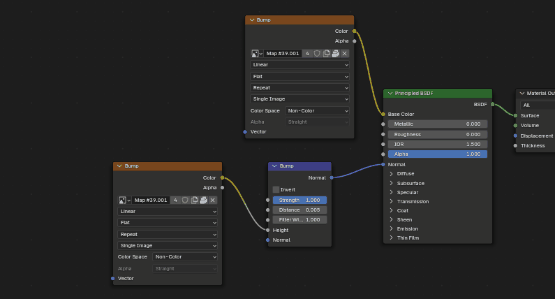 Bump
Color
Alpha
Map #39.001 4
Linear
Flat
Repeat
Single Image
Color Space Non-Color
Alpha Straight
Vector
Principled BSDF
BSDF
Base Color
Metallic 0.000
Roughness 0.000
IOR 1.500
Alpha 1.000
Normal
Diffuse
Subsurface
Specular
Transmission
Coat
Sheen
Emission
Thin Film
Material Ou
All
Surface
Volume
Displacement
Thickness
Bump
Color
Alpha
Map #39.001 4
Linear
Flat
Repeat
Single Image
Color Space Non-Color
Alpha Straight
Vector
Bump
Normal
Invert
Strength 1.000
Distance
Filter Wi... 1.000
Height
Normal